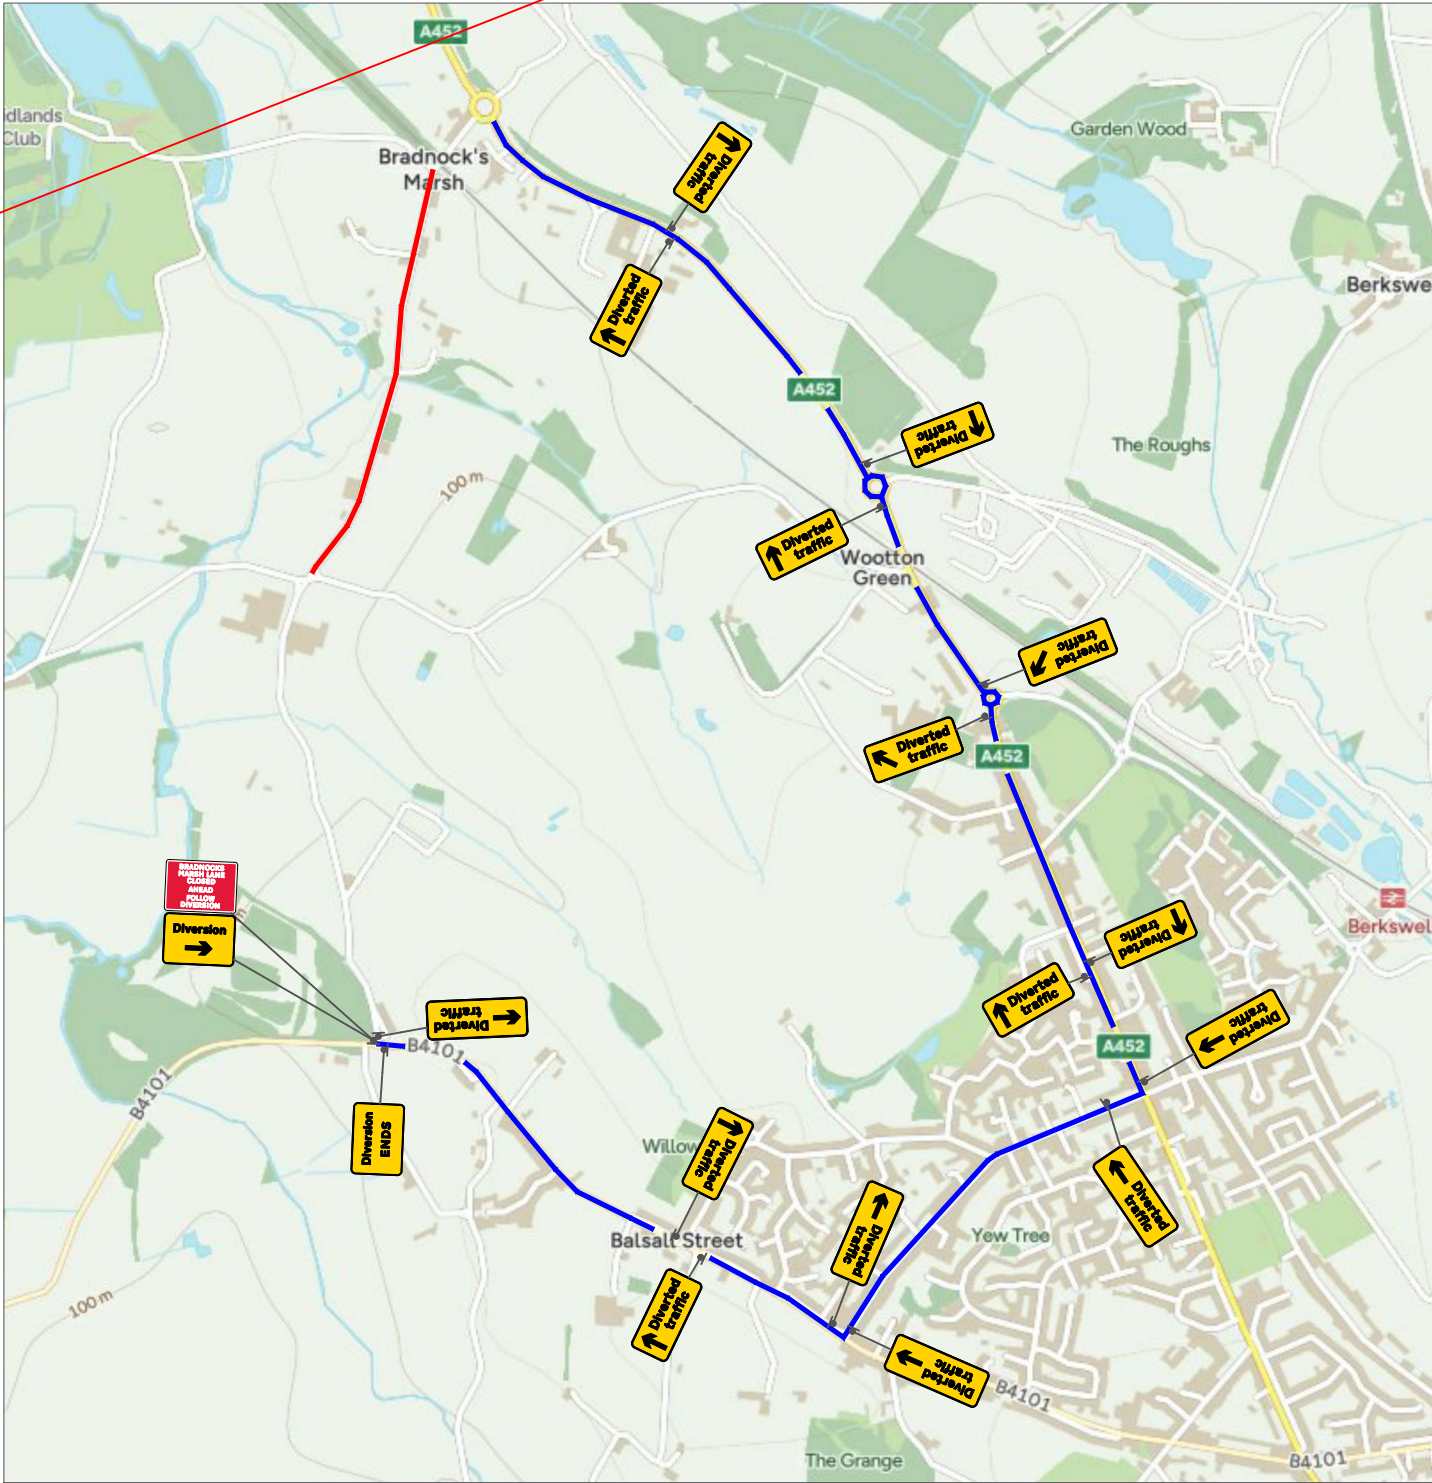 A452
idlands
Club
Bradnock's
Marsh
Garden Wood
Diverted
traffic
Diverted
traffic
Berkswe
A452
Diverted
traffic
The Roughs
100 m
Diverted
traffic
Wootton
Green
Diverted
traffic
Diverted
traffic
A452
BRADNOCKS
MARSH LANE
CLOSED
AHEAD
FOLLOW
DIVERSION
Diversion
Berkswel
Diverted
traffic
Diverted
traffic
Diverted
traffic
B4101
A452
Diverted
traffic
B4101
Diversion
ENDS
Willow
Diverted
traffic
Diverted
traffic
Balsall Street
Diverted
traffic
Yew Tree
100 m
Diverted
traffic
Diverted
traffic
B4101
The Grange
B4101